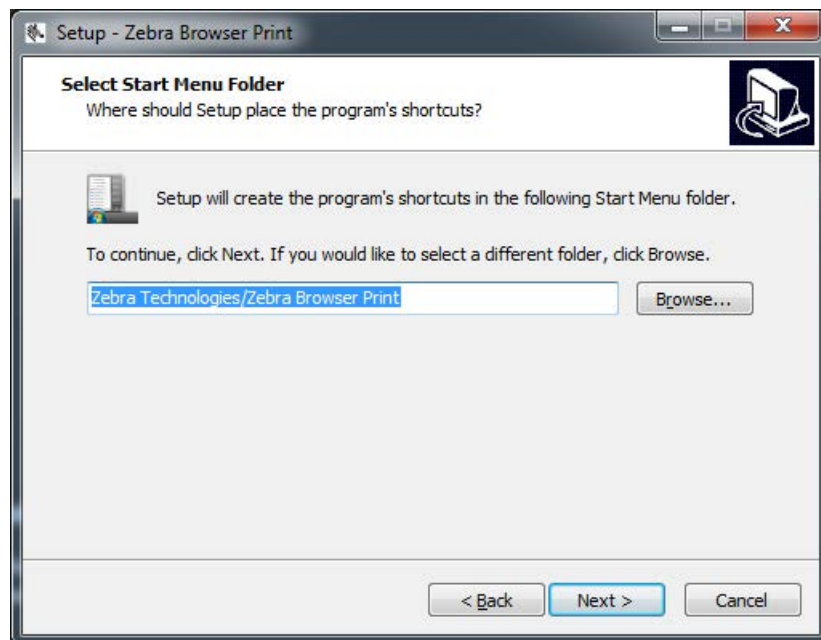 Setup - Zebra Browser Print
Select Start Menu Folder
Where should Setup place the program's shortcuts?
Setup will create the program's shortcuts in the following Start Menu folder.
To continue, click Next. If you would like to select a different folder, click Browse.
Zebra Technologies/Zebra Browser Print
Browse...
< Back
Next >
Cancel